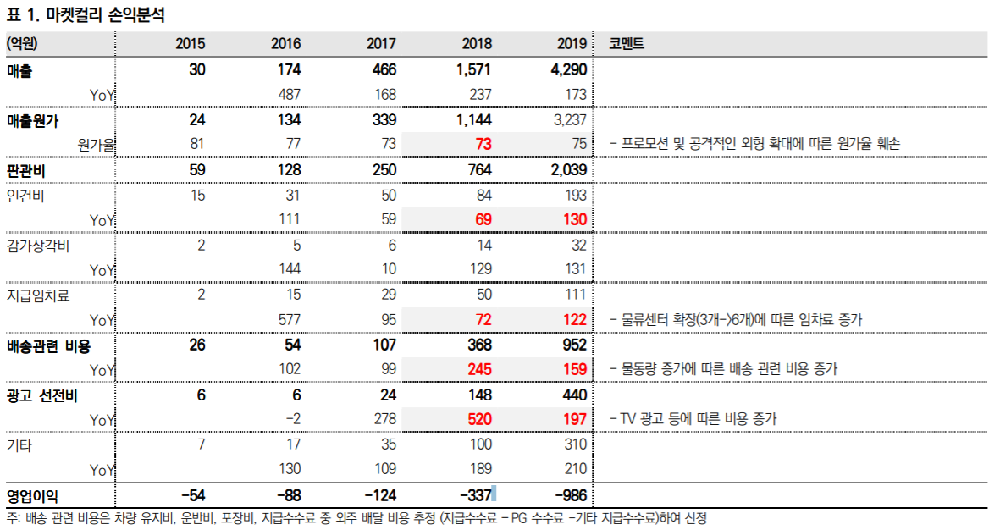 표 1. 마켓컬리 손익분석
(억원) 2015 2016 2017 2018 2019 코멘트
매출 30 174 466 1,571 4,290
YoY 487 168 237 173
매출원가 24 134 339 1,144 3,237
원가율 81 77 73 73 75 - 프로모션 및 공격적인 외형 확대에 따른 원가율 훼손
판관비 59 128 250 764 2,039
인건비 15 31 50 84 193
YoY 111 59 69 130
감가상각비 2 5 6 14 32
YoY 144 10 129 131
지급임차료 2 15 29 50 111
YoY 577 95 72 122 - 물류센터 확장(3개->6개)에 따른 임차료 증가
배송관련 비용 26 54 107 368 952
YoY 102 99 245 159 - 물동량 증가에 따른 배송 관련 비용 증가
광고 선전비 6 6 24 148 440
YoY -2 278 520 197 - TV 광고 등에 따른 비용 증가
기타 7 17 35 100 310
YoY 130 109 189 210
영업이익 -54 -88 -124 -337 -986
주: 배송 관련 비용은 차량 유지비, 운반비, 포장비, 지급수수료 중 외주 배달 비용 추정 (지급수수료 - PG 수수료 -기타 지급수수료)하여 산정